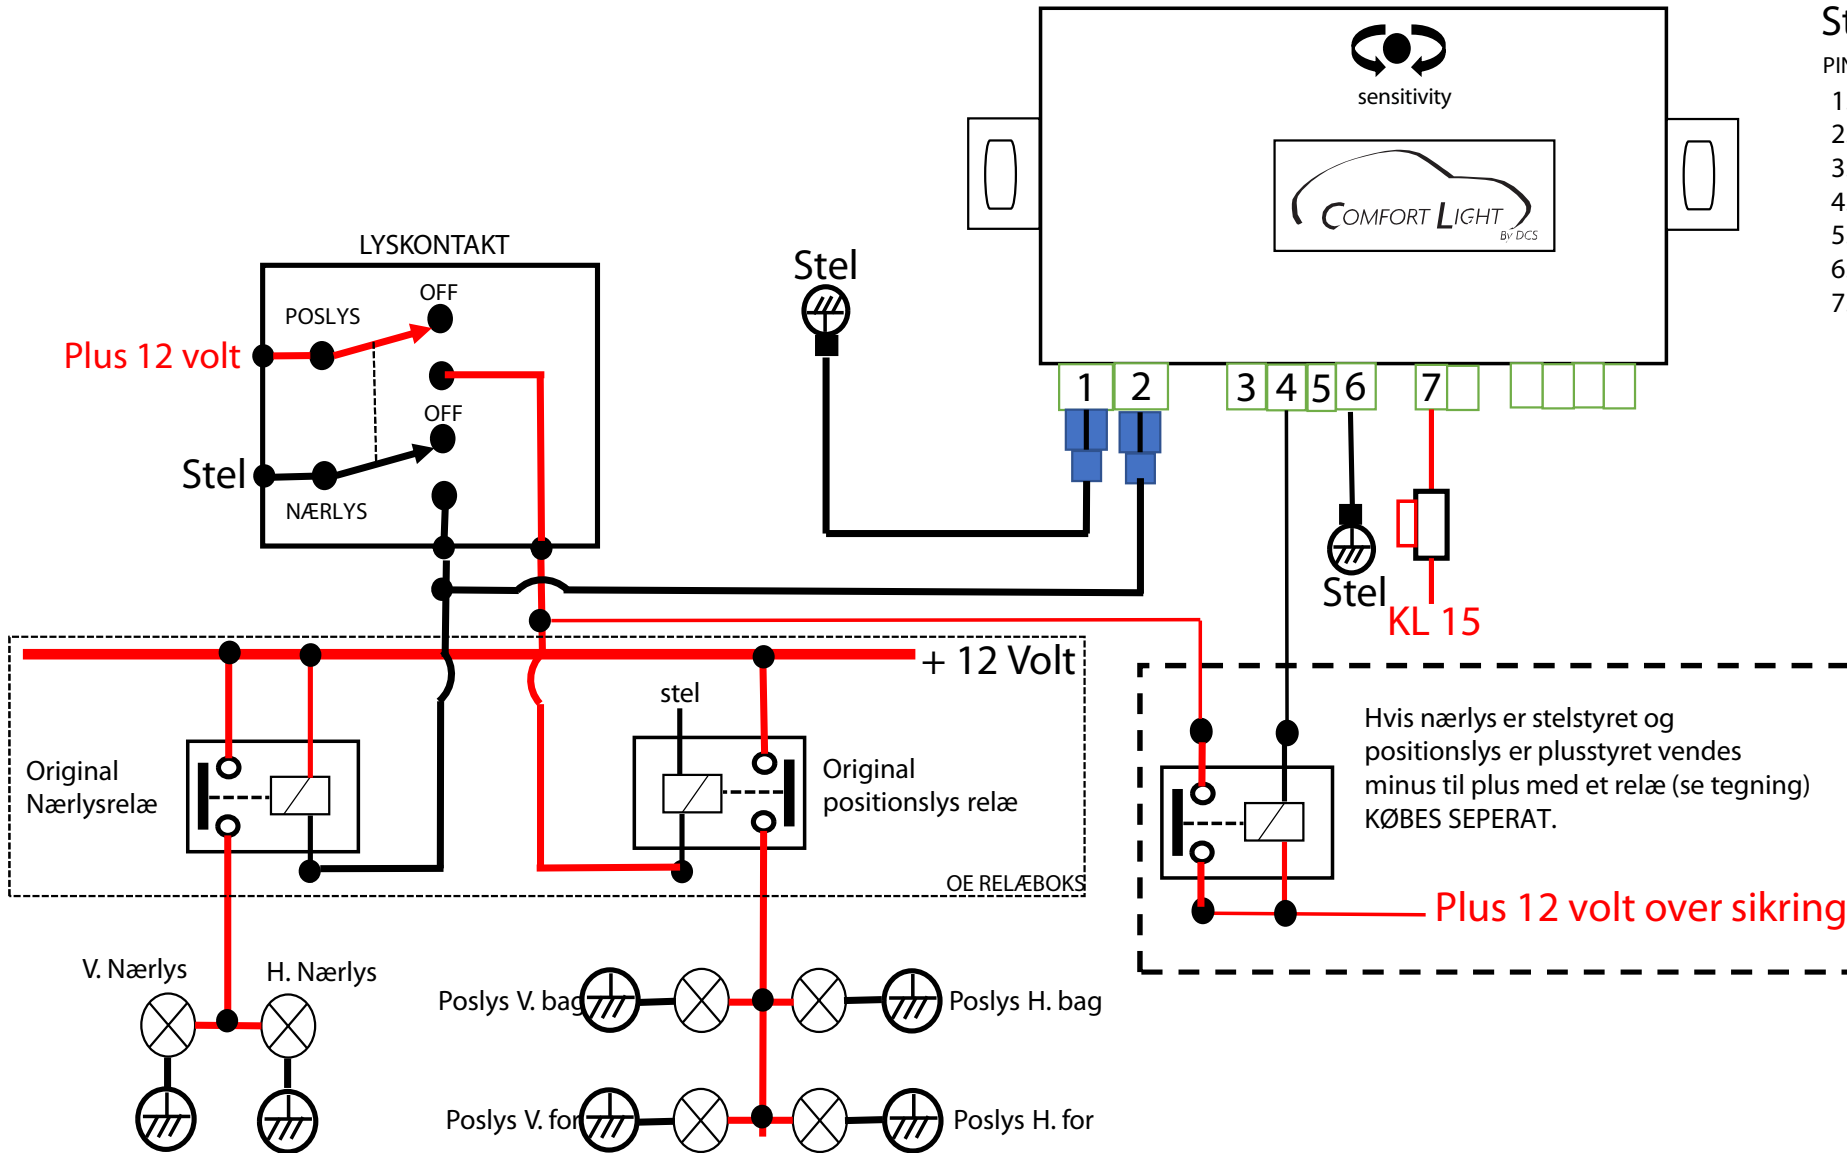 sensitivity
COMFORT LIGHT
By DCS
PIN
1
2
3
4
5
6
7
LYSKONTAKT
OFF
POSLYS
Plus 12 volt
OFF
Stel
NÆRLYS
Stel
1 2 3 4 5 6 7
Stel
KL 15
+ 12 Volt
stel
Original
Nærlysrelæ
Original
positionslys relæ
OE RELÆBOKS
Hvis nærlys er stelstyret og
positionslys er plusstyret vendes
minus til plus med et relæ (se tegning)
KØBES SEPERAT.
Plus 12 volt over sikring
V. Nærlys
H. Nærlys
Poslys V. bag
Poslys H. bag
Poslys V. for
Poslys H. for